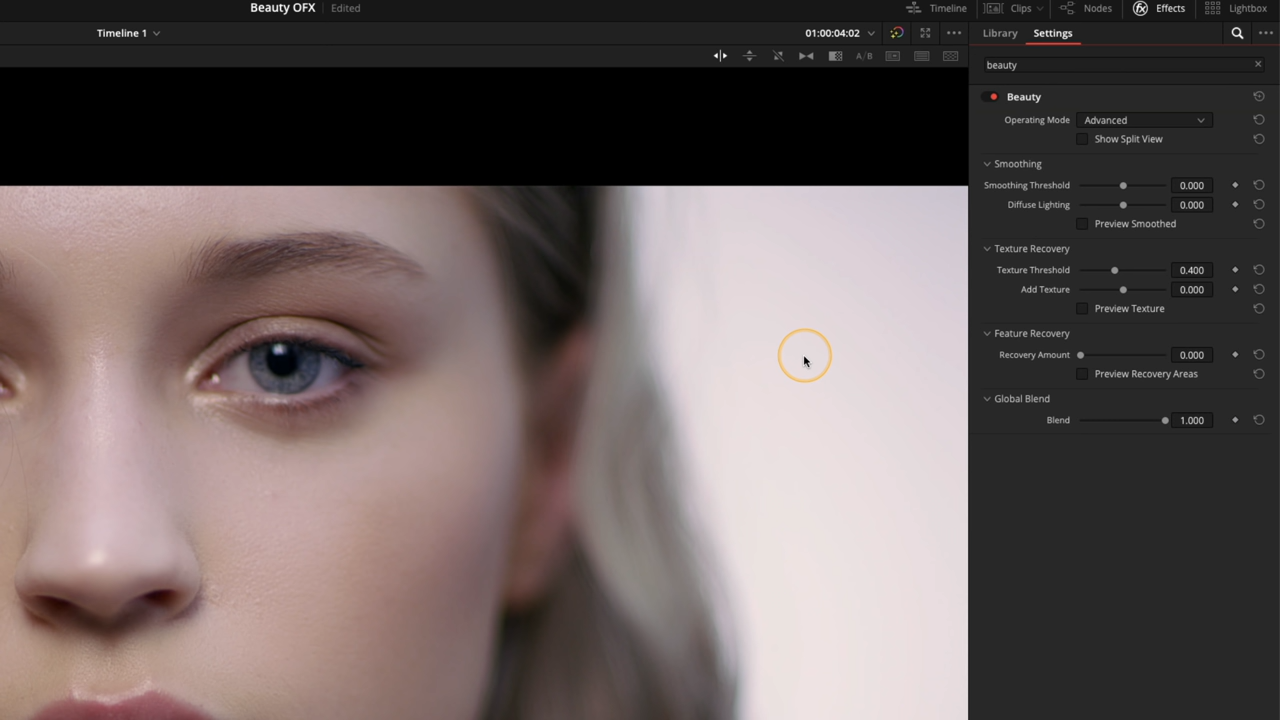 Beauty OFX Edited
Timeline Clips Nodes Effects Lightbox
Timeline 1 01:00:04:02 Library Settings
A/B
beauty
Beauty
Operating Mode Advanced
Show Split View
Smoothing
Smoothing Threshold 0.000
Diffuse Lighting 0.000
Preview Smoothed
Texture Recovery
Texture Threshold 0.400
Add Texture 0.000
Preview Texture
Feature Recovery
Recovery Amount 0.000
Preview Recovery Areas
Global Blend
Blend 1.000